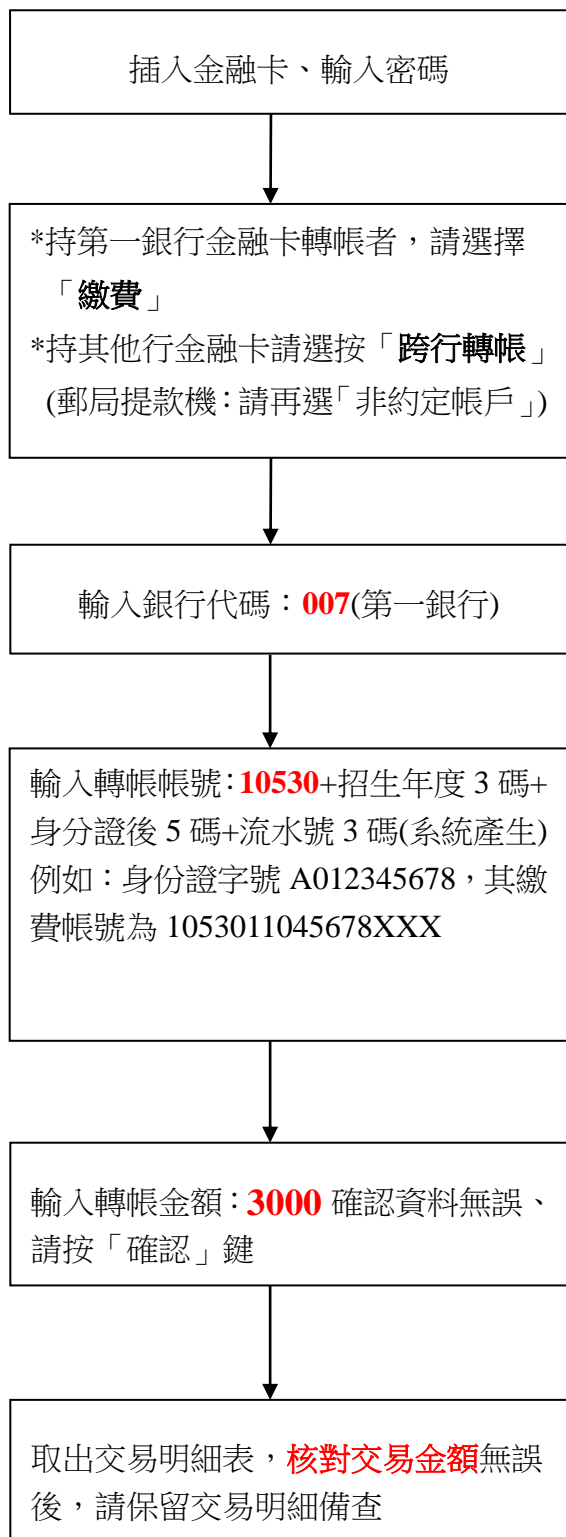 插入金融卡、輸入密碼
*持第一銀行金融卡轉帳者，請選擇
「繳費」
*持其他行金融卡請選按「跨行轉帳」
(郵局提款機：請再選「非約定帳戶」)
輸入銀行代碼：007(第一銀行)
輸入轉帳帳號：10530+招生年度 3 碼+
身分證後 5 碼+流水號 3 碼(系統產生)
例如：身份證字號 A012345678，其繳
費帳號為 1053011045678XXX
輸入轉帳金額：3000 確認資料無誤、
請按「確認」鍵
取出交易明細表，核對交易金額無誤
後，請保留交易明細備查